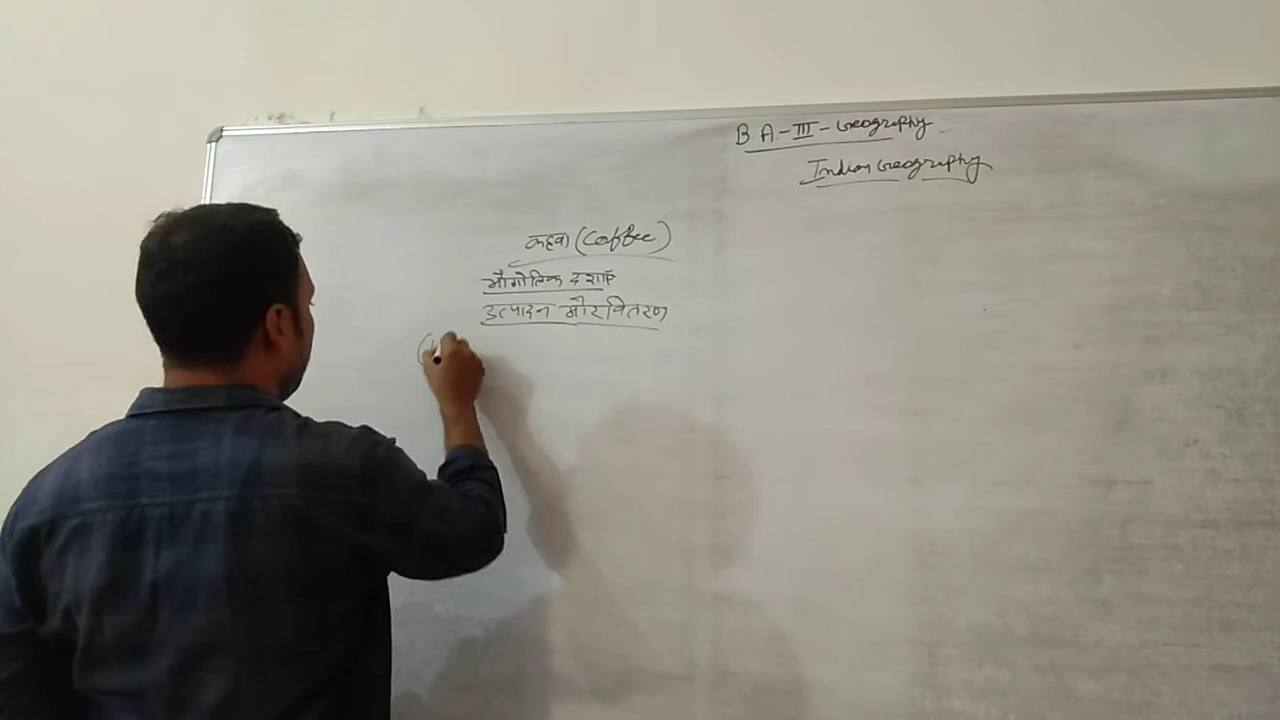 B.A.-III-Geography
Indian Geography
कहवा (Coffee)
भौगोलिक दशाएँ
उत्पादन और वितरण